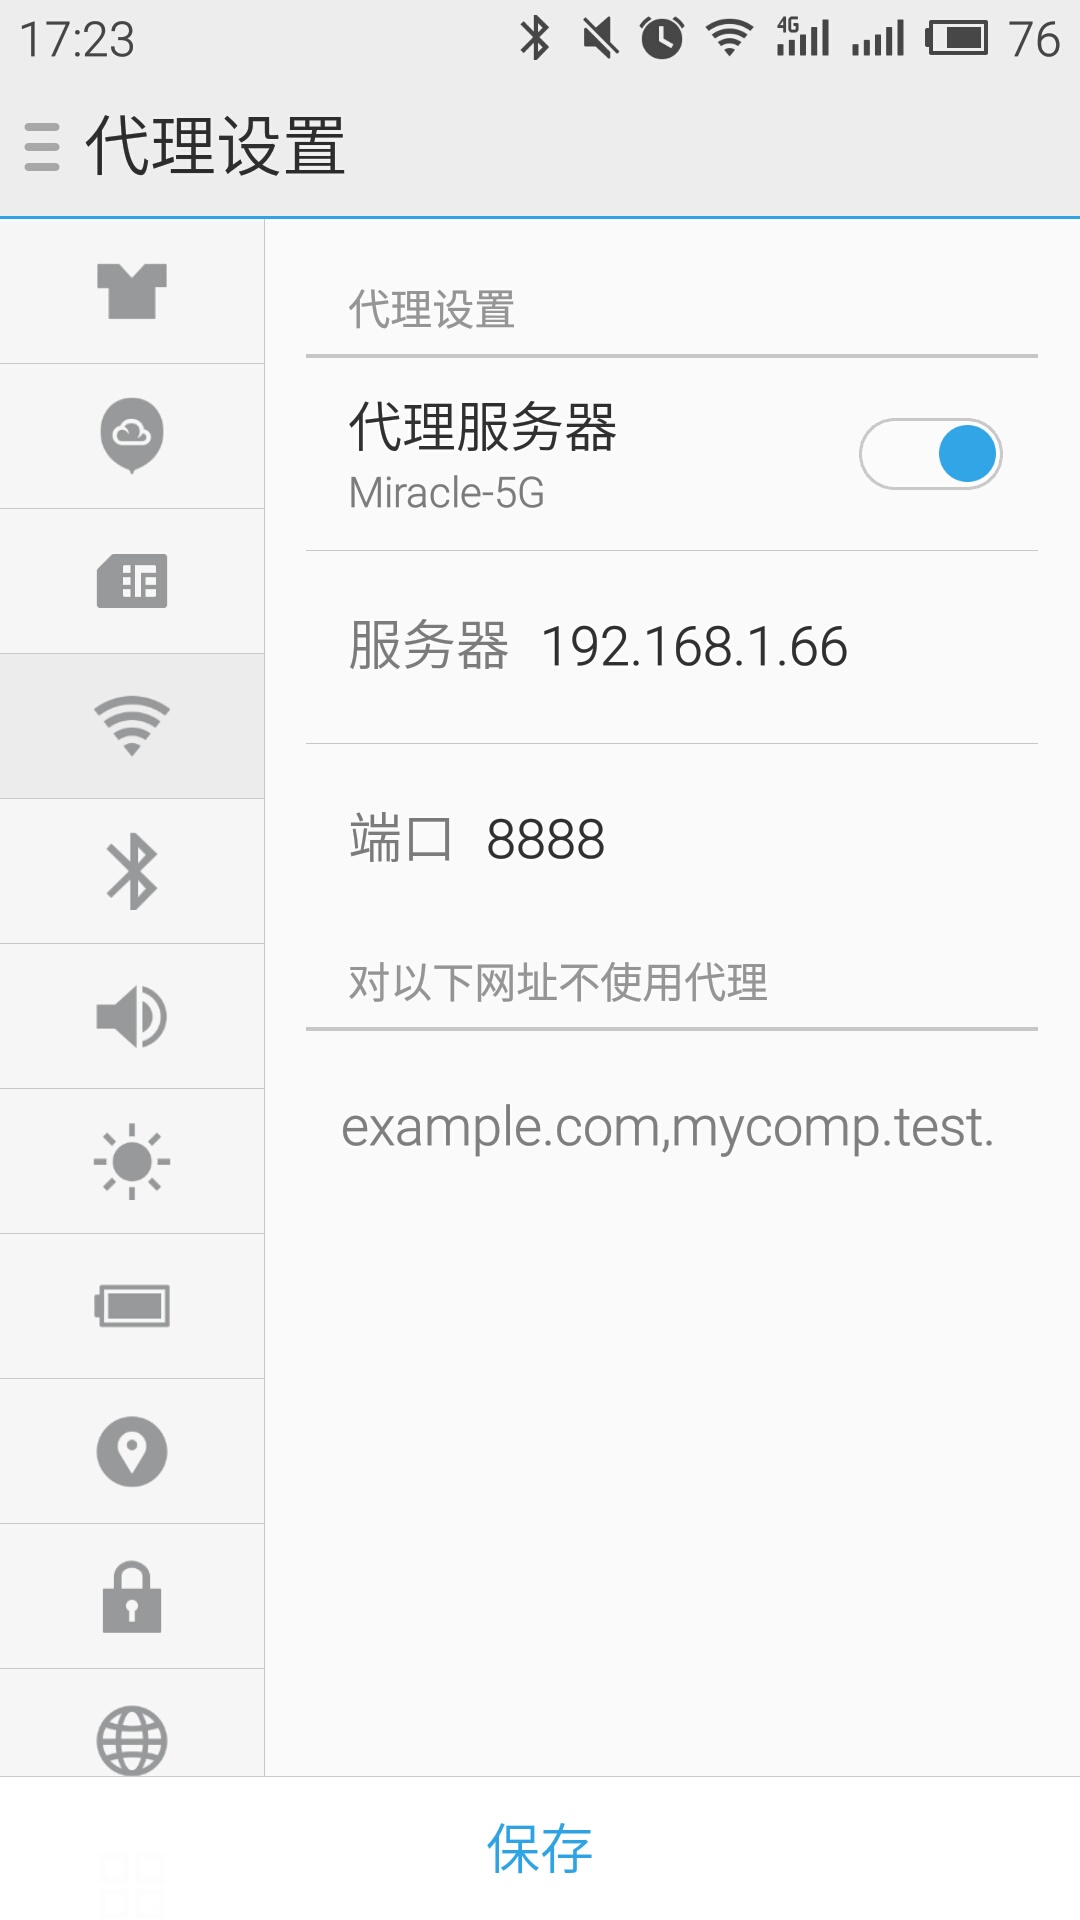 17:23
4G
76
代理设置
代理设置
代理服务器
Miracle-5G
服务器 192.168.1.66
端口 8888
对以下网址不使用代理
example.com,mycomp.test.
保存